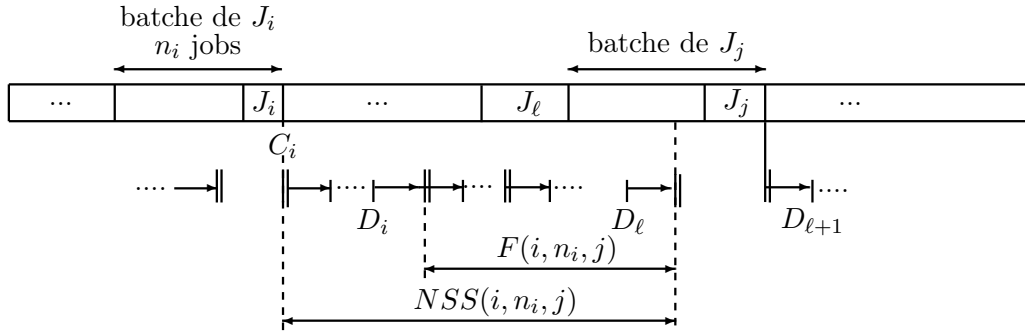 batche de $J_i$
$n_i$ jobs
batche de $J_j$
... $J_i$ ... $J_\ell$ $J_j$ ...
$C_i$
.... .... .... .... ....
$D_i$ $D_\ell$ $D_{\ell+1}$
$F(i, n_i, j)$
$NSS(i, n_i, j)$